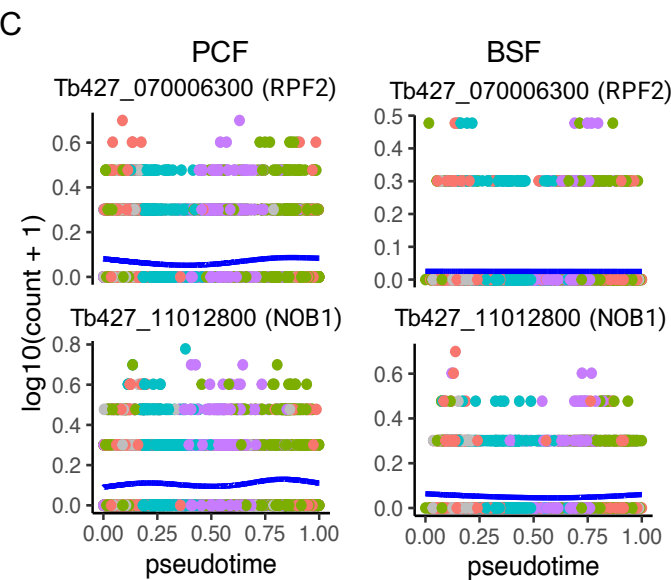 C
PCF BSF
Tb427_070006300 (RPF2) Tb427_070006300 (RPF2)
0.6
0.4
0.2
0.0
0.5
0.4
0.3
0.2
0.1
0.0
log10(count + 1)
Tb427_11012800 (NOB1) Tb427_11012800 (NOB1)
0.8
0.6
0.4
0.2
0.0
0.6
0.4
0.2
0.0
0.00 0.25 0.50 0.75 1.00 0.00 0.25 0.50 0.75 1.00
pseudotime pseudotime